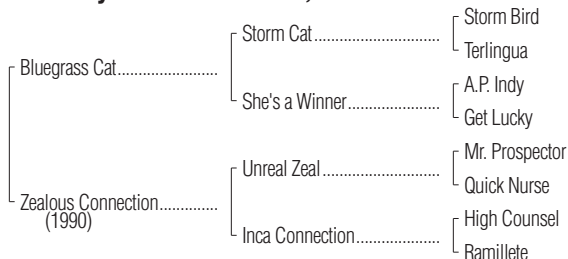 Storm Bird
Storm Cat
Terlingua
Bluegrass Cat
A.P. Indy
She's a Winner
Get Lucky
Mr. Prospector
Unreal Zeal
Quick Nurse
Zealous Connection
(1990)
High Counsel
Inca Connection
Ramillete